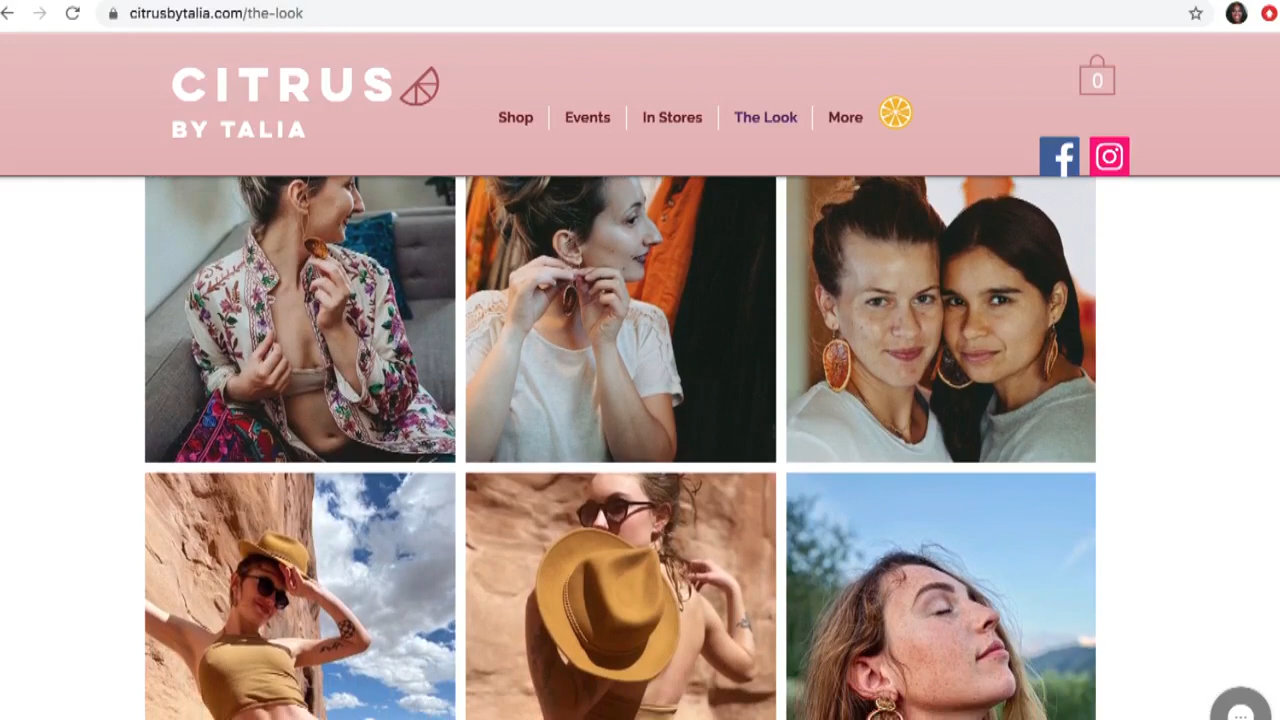 citrusbytalia.com/the-look
CITRUS
BY TALIA
Shop
Events
In Stores
The Look
More
0